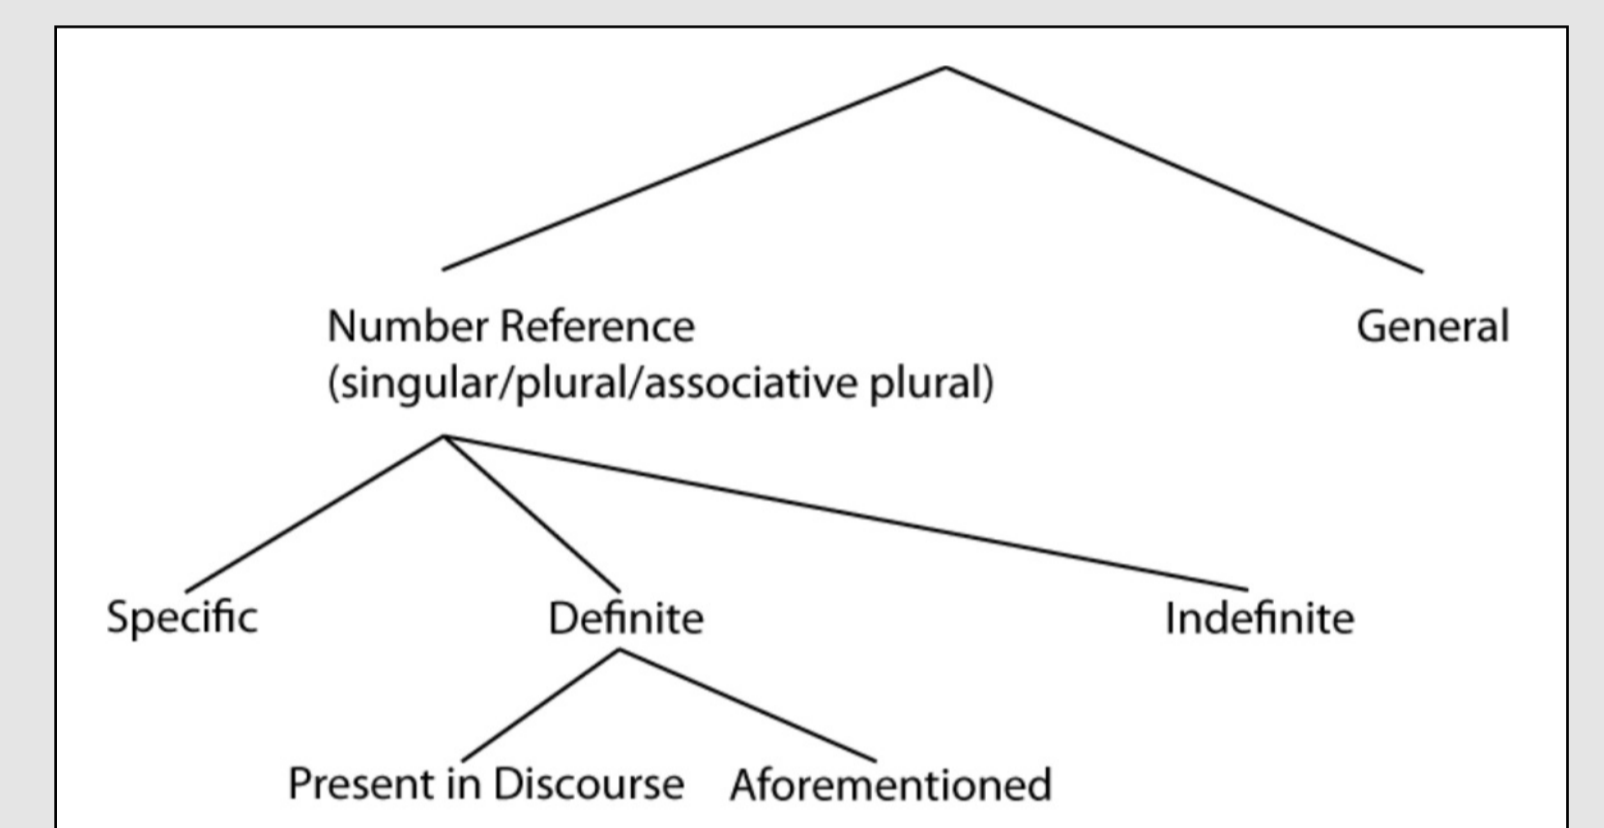 Number Reference
(singular/plural/associative plural)
General
Specific
Definite
Indefinite
Present in Discourse
Aforementioned